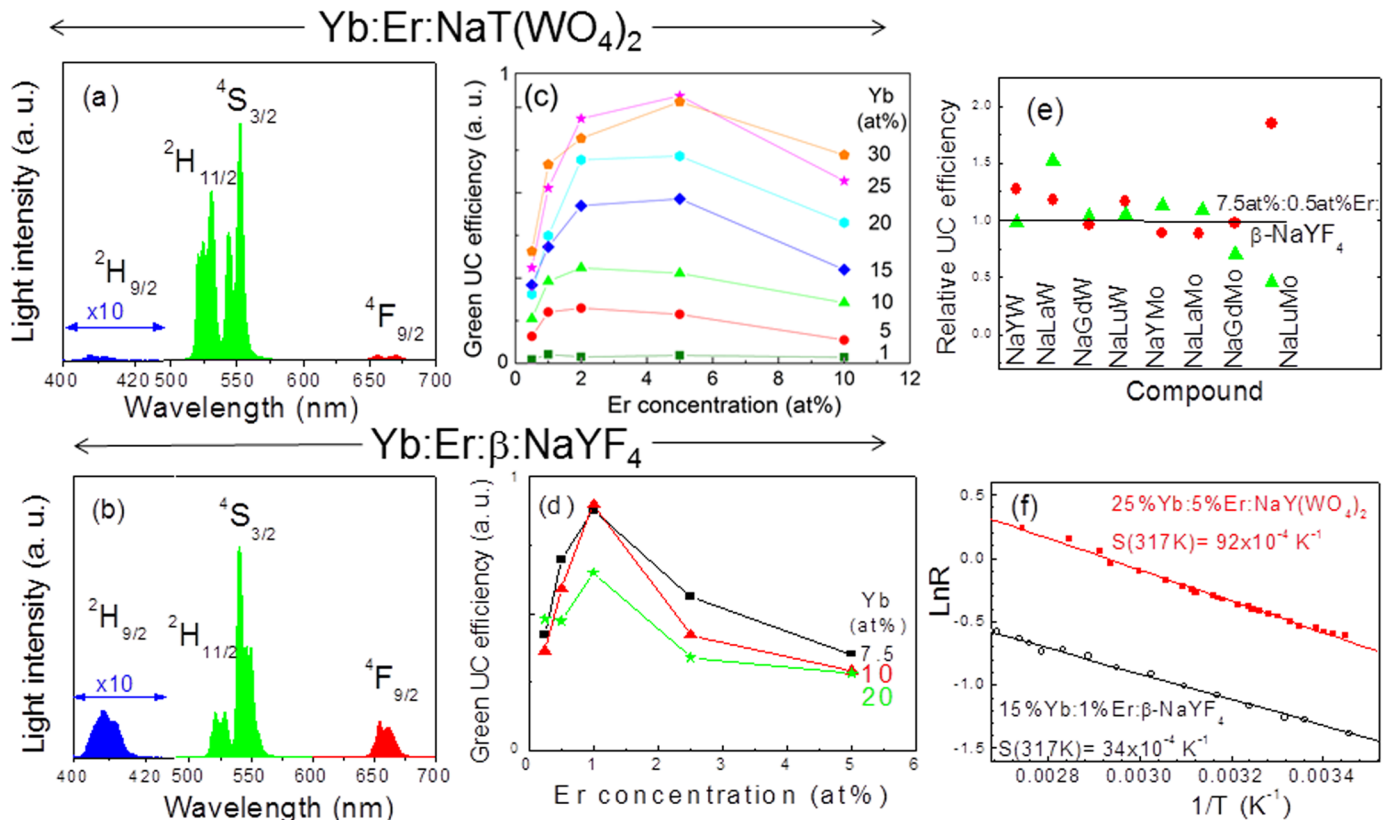 Yb:Er:NaT(WO₄)₂
(a)
Light intensity (a. u.)
²H₉/₂
x10
²H₁₁/₂
⁴S₃/₂
⁴F₉/₂
400 420 500 550 600 650 700
Wavelength (nm)
(c)
Green UC efficiency (a. u.)
1
0
Yb
(at%)
30
25
20
15
10
5
1
0 2 4 6 8 10 12
Er concentration (at%)
(e)
Relative UC efficiency
2.0
1.5
1.0
0.5
0.0
7.5at%:0.5at%Er:
β-NaYF₄
NaYW
NaLaW
NaGdW
NaLuW
NaYMo
NaLaMo
NaGdMo
NaLuMo
Compound
Yb:Er:β:NaYF₄
(b)
Light intensity (a. u.)
²H₉/₂
x10
²H₁₁/₂
⁴S₃/₂
⁴F₉/₂
400 420 500 550 600 650 700
Wavelength (nm)
(d)
Green UC efficiency (a. u.)
1
0
Yb
(at%)
7.5
10
20
0 1 2 3 4 5 6
Er concentration (at%)
(f)
LnR
0.5
0.0
-0.5
-1.0
-1.5
25%Yb:5%Er:NaY(WO₄)₂
S(317K)= 92x10⁻⁴ K⁻¹
15%Yb:1%Er:β-NaYF₄
S(317K)= 34x10⁻⁴ K⁻¹
0.0028 0.0030 0.0032 0.0034
1/T (K⁻¹)